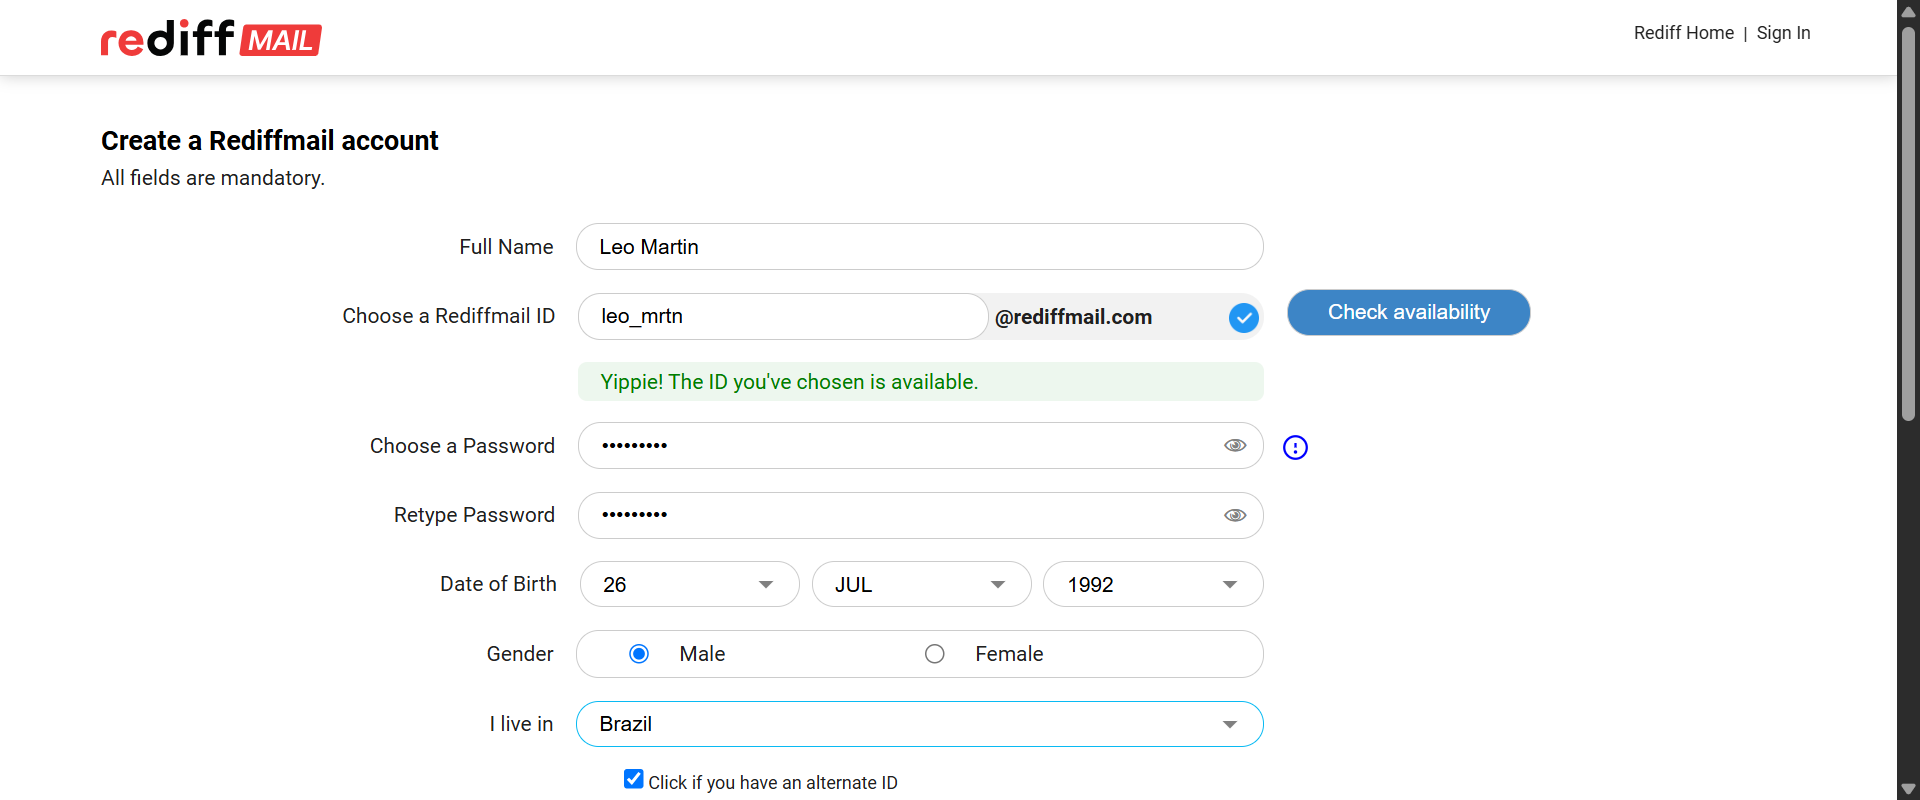 rediff MAIL
Rediff Home | Sign In
Create a Rediffmail account
All fields are mandatory.
Full Name Leo Martin
Choose a Rediffmail ID leo_mrtn @rediffmail.com Check availability
Yippie! The ID you've chosen is available.
Choose a Password •••••••••
Retype Password •••••••••
Date of Birth 26 JUL 1992
Gender Male Female
I live in Brazil
Click if you have an alternate ID